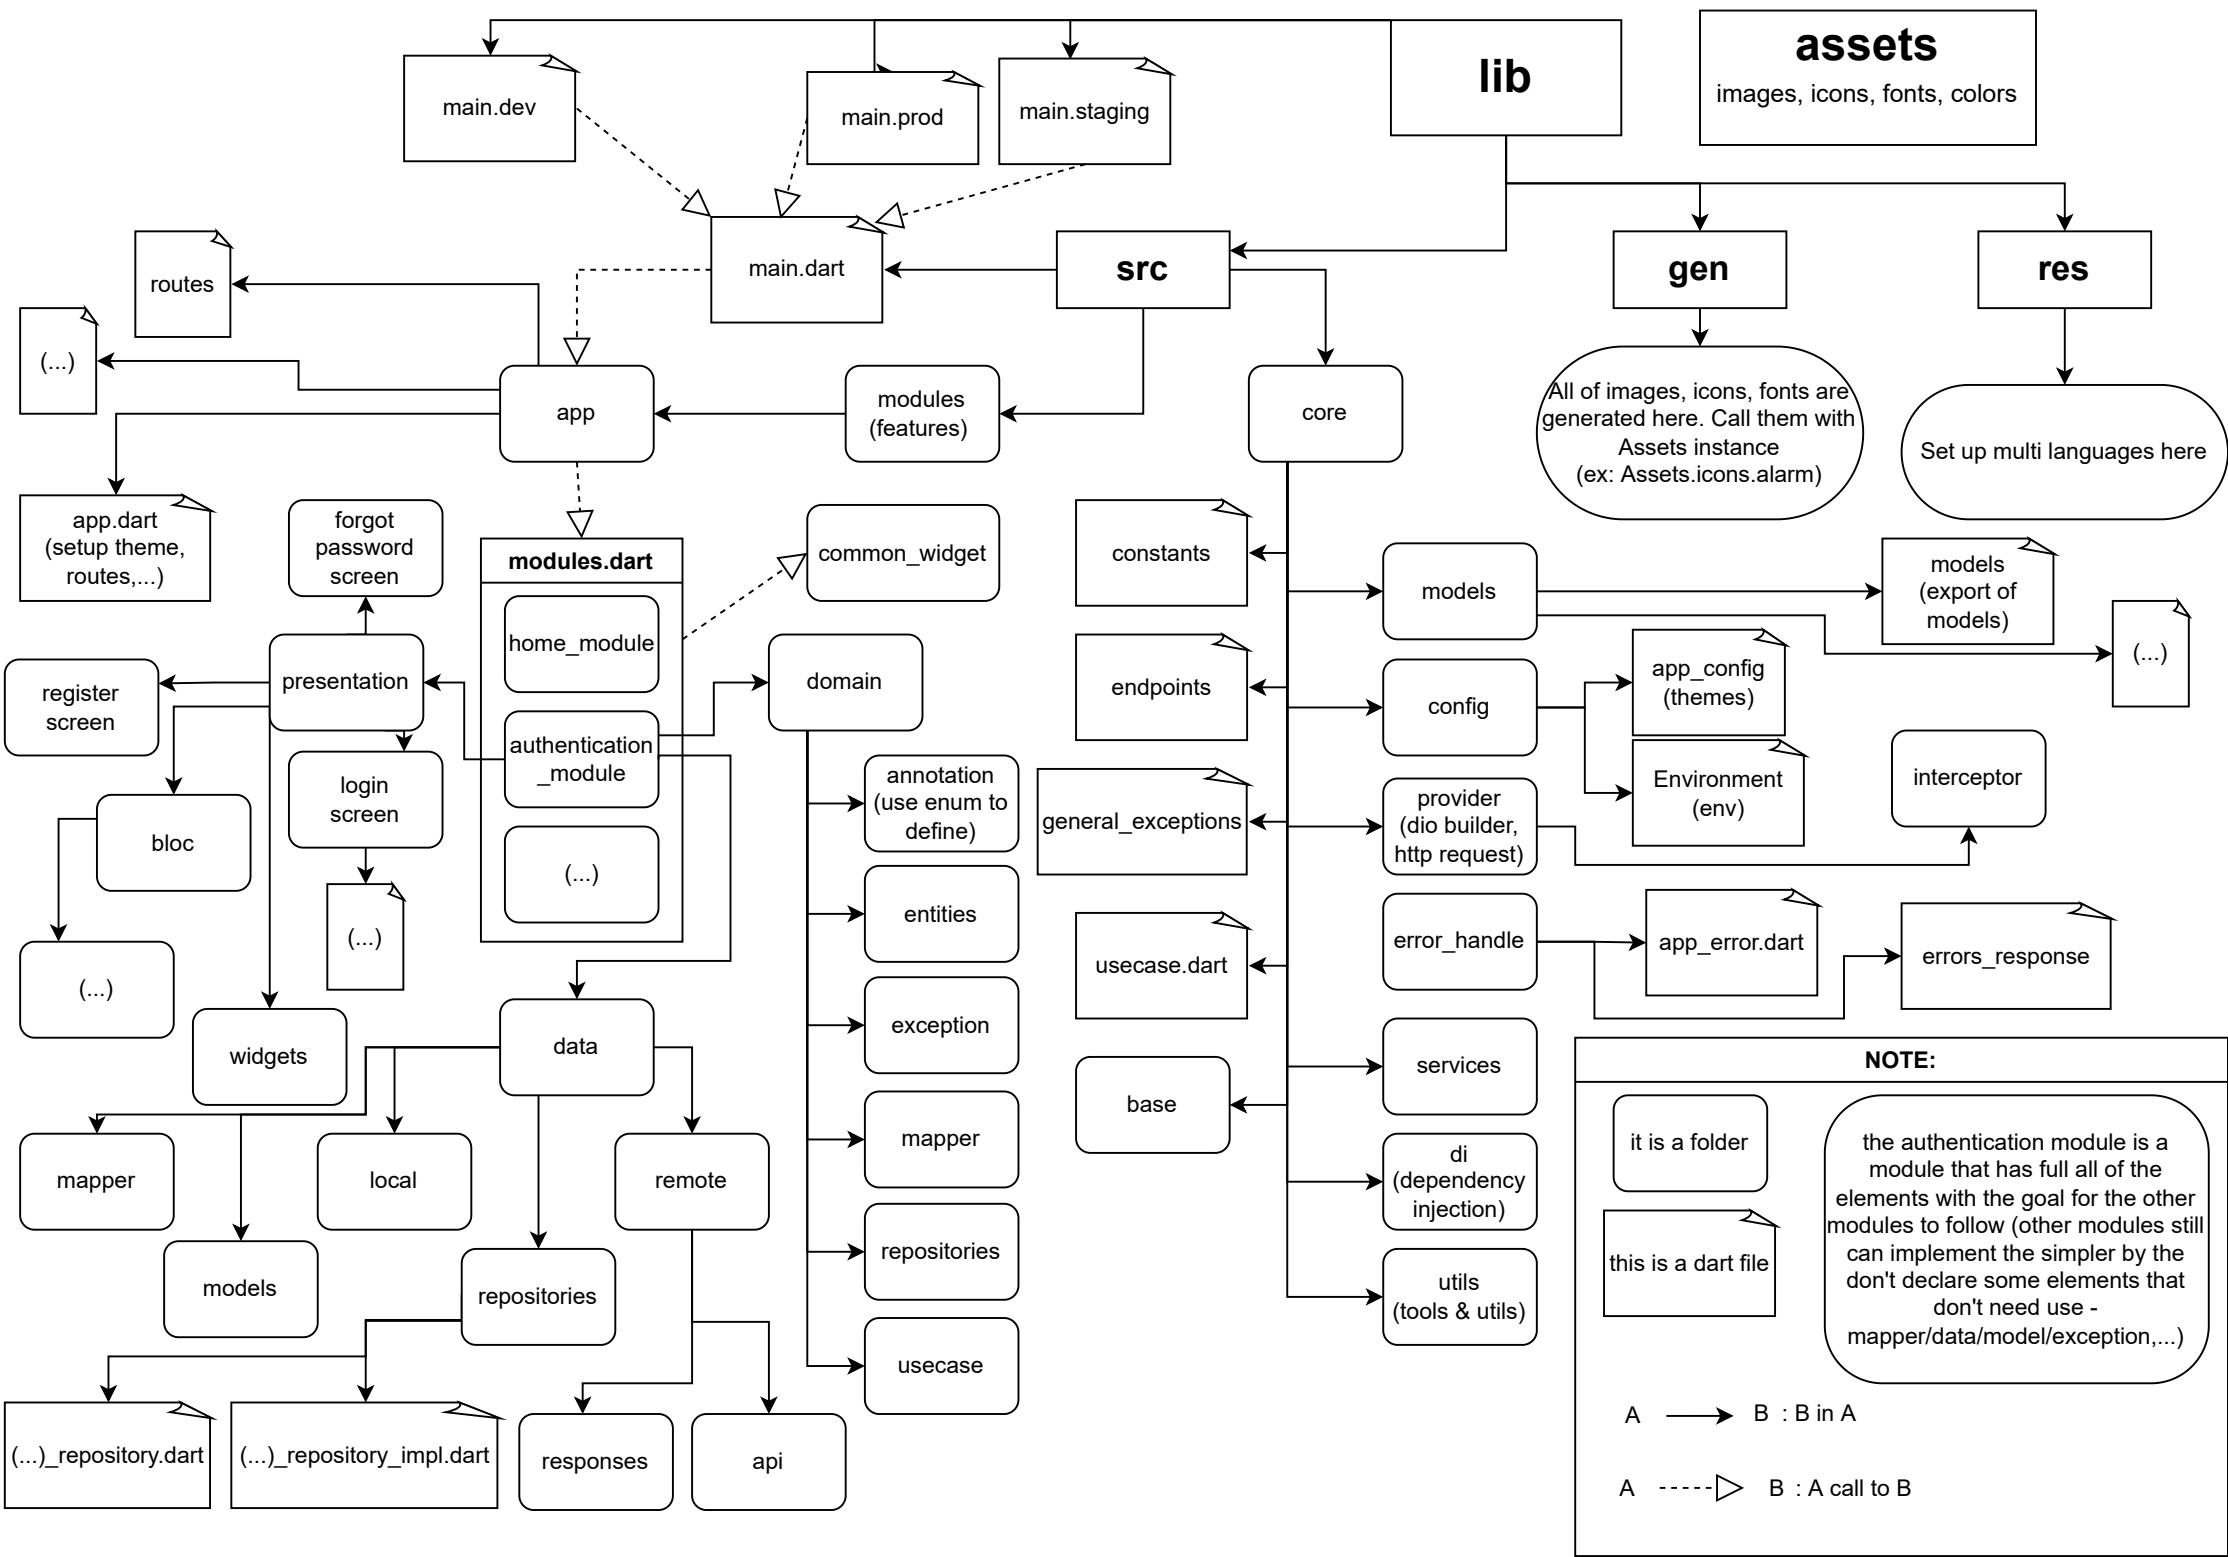 lib
assets
images, icons, fonts, colors
main.dev
main.prod
main.staging
main.dart
src
gen
res
routes
(...)
app
modules
(features)
core
All of images, icons, fonts are
generated here. Call them with
Assets instance
(ex: Assets.icons.alarm)
Set up multi languages here
app.dart
(setup theme,
routes,...)
forgot
password
screen
modules.dart
home_module
authentication
_module
(...)
common_widget
presentation
register
screen
login
screen
(...)
bloc
(...)
widgets
domain
annotation
(use enum to
define)
entities
exception
mapper
repositories
usecase
data
mapper
models
local
repositories
remote
(...)_repository.dart
(...)_repository_impl.dart
responses
api
constants
endpoints
general_exceptions
usecase.dart
base
models
models
(export of
models)
(...)
config
app_config
(themes)
Environment
(env)
provider
(dio builder,
http request)
interceptor
error_handle
app_error.dart
errors_response
services
di
(dependency
injection)
utils
(tools & utils)
NOTE:
it is a folder
this is a dart file
the authentication module is a
module that has full all of the
elements with the goal for the other
modules to follow (other modules still
can implement the simpler by the
don't declare some elements that
don't need use -
mapper/data/model/exception,...)
A B : B in A
A B : A call to B